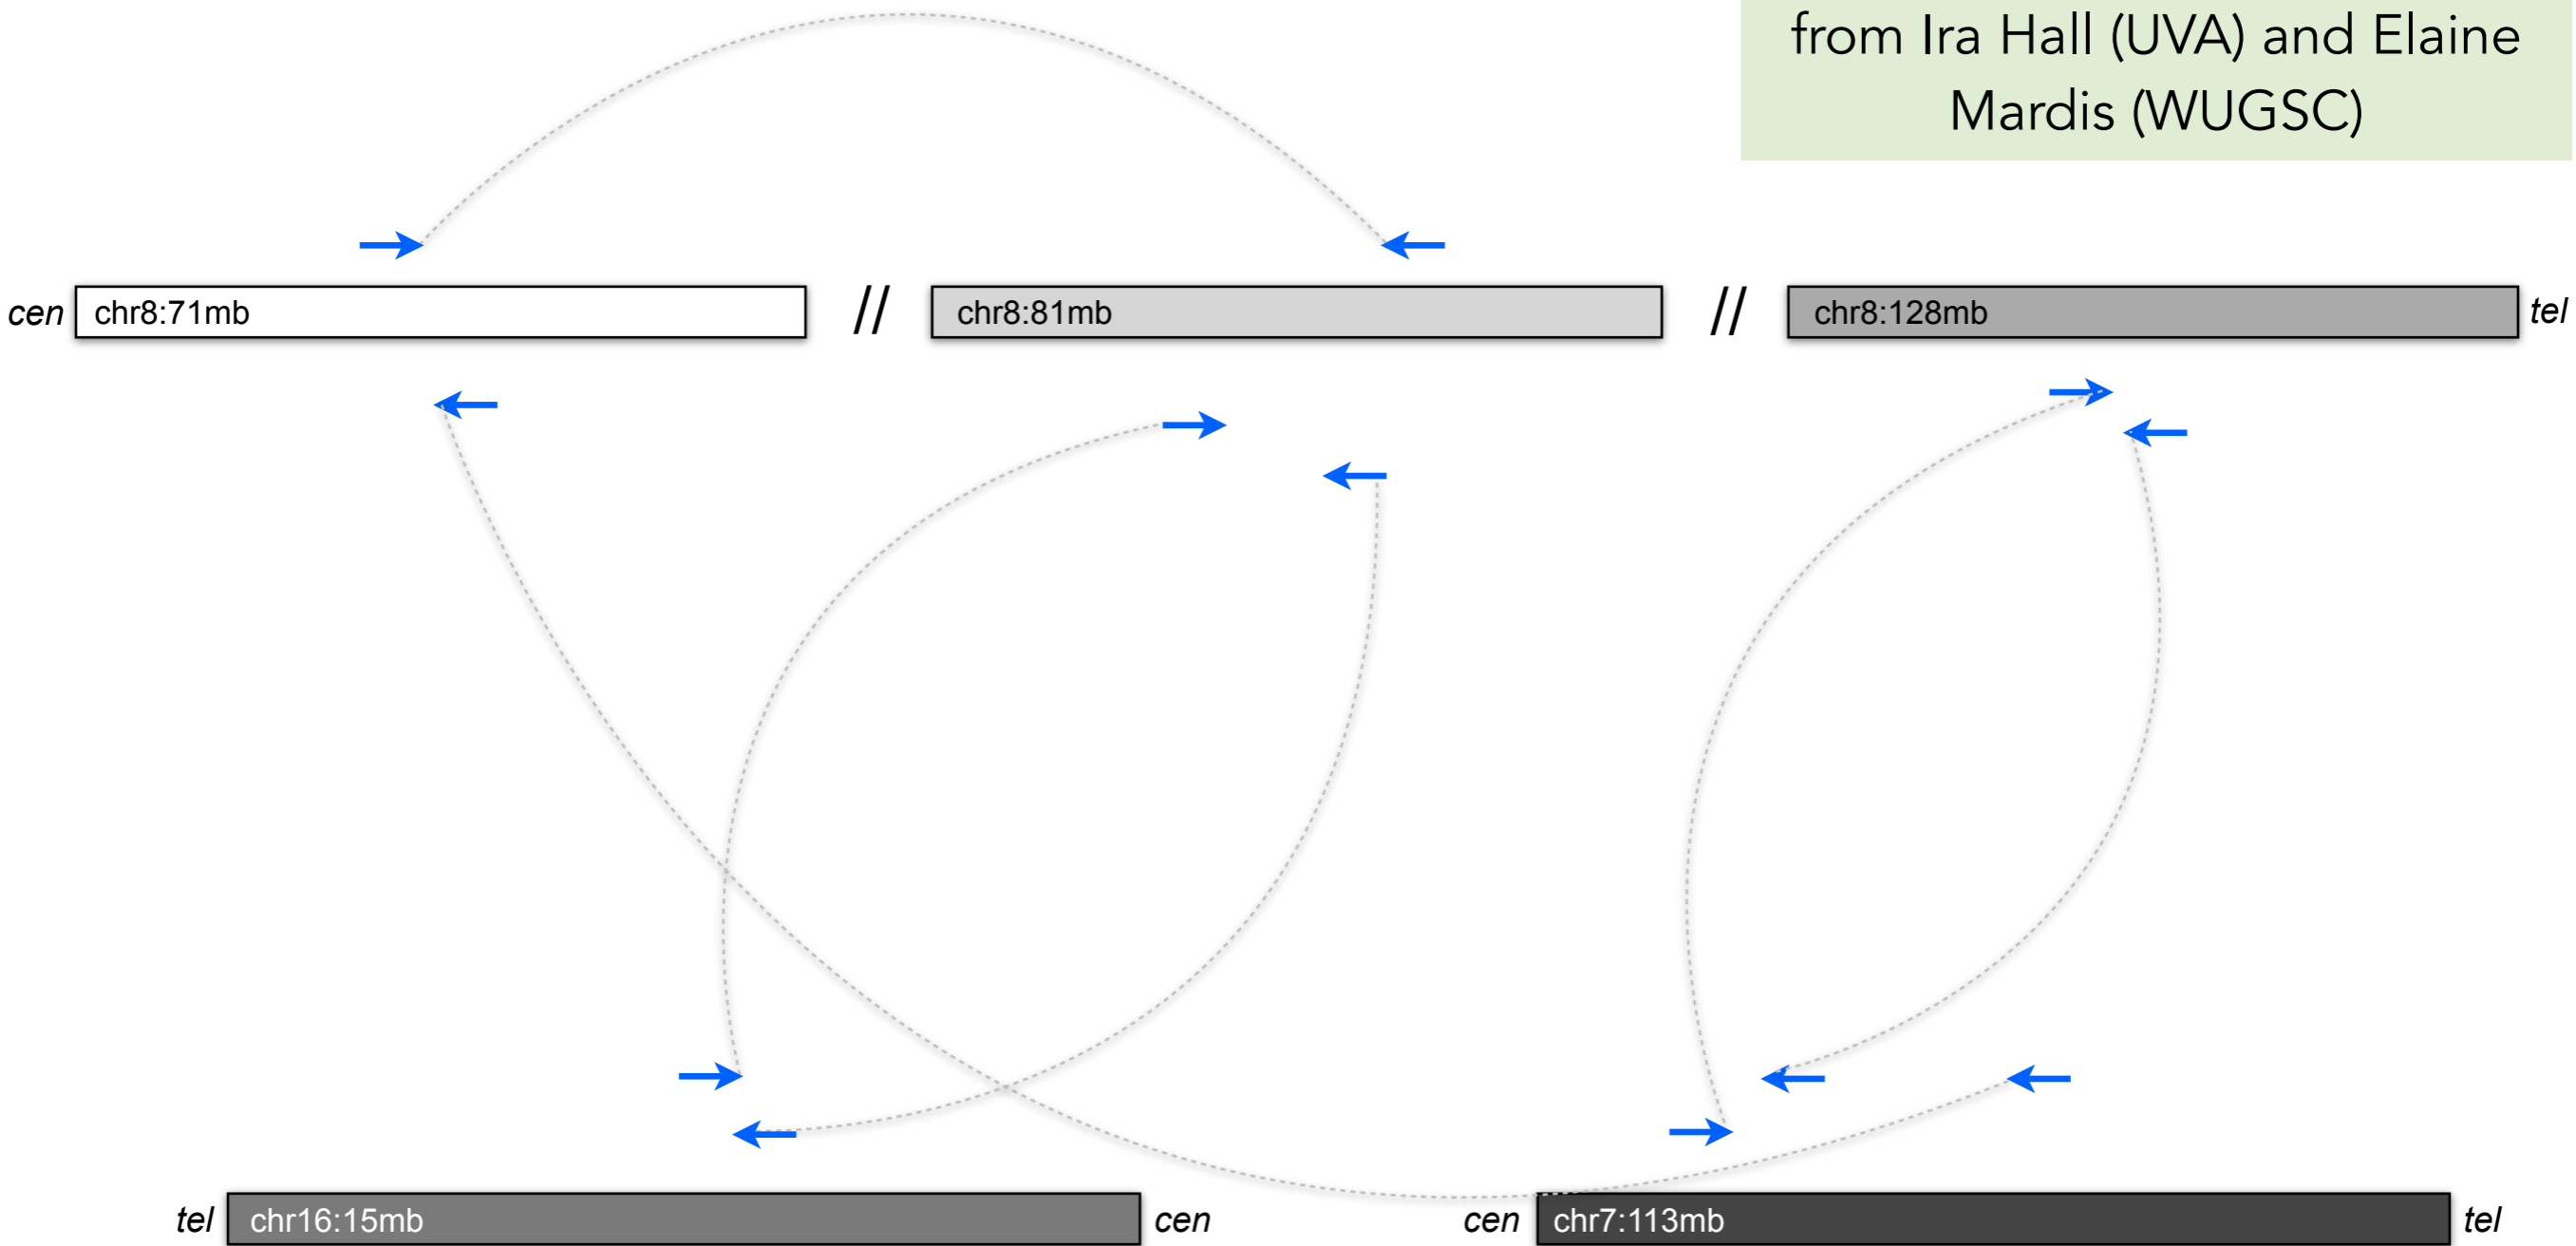 from Ira Hall (UVA) and Elaine
Mardis (WUGSC)
cen chr8:71mb // chr8:81mb // chr8:128mb tel
tel chr16:15mb cen cen chr7:113mb tel